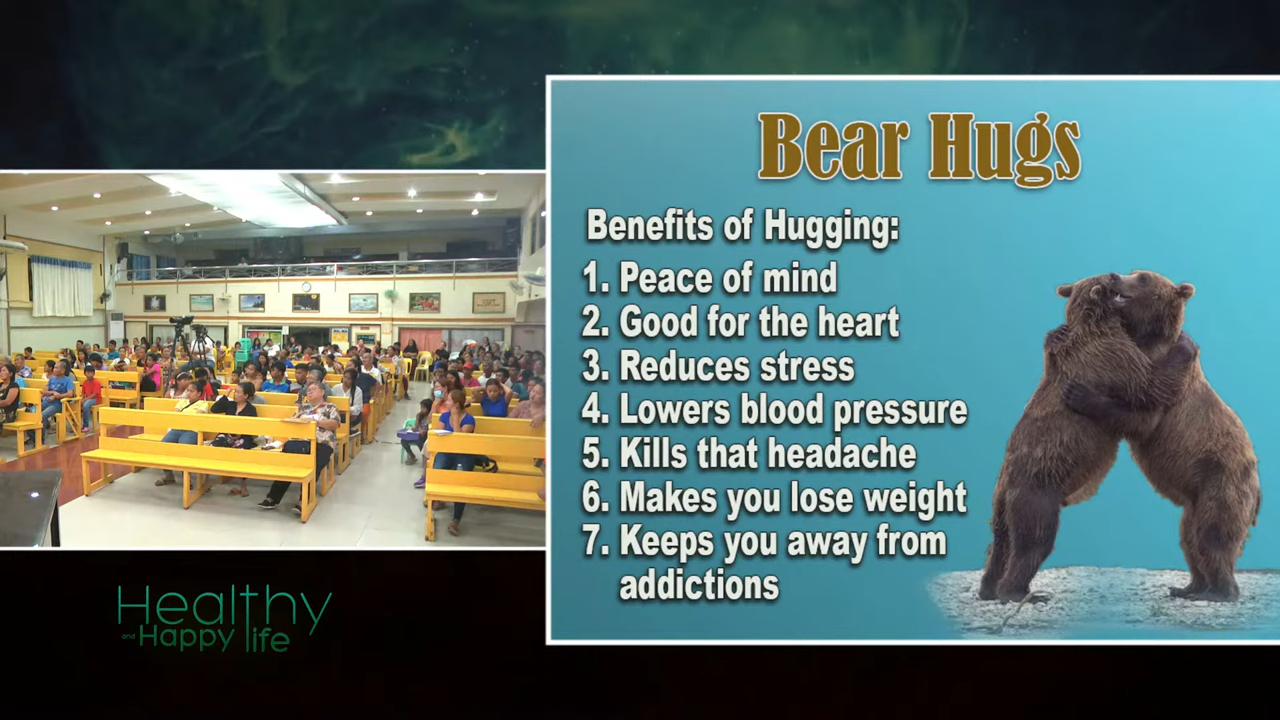 Bear Hugs
Benefits of Hugging:
1. Peace of mind
2. Good for the heart
3. Reduces stress
4. Lowers blood pressure
5. Kills that headache
6. Makes you lose weight
7. Keeps you away from
addictions
Healthy
and Happy life